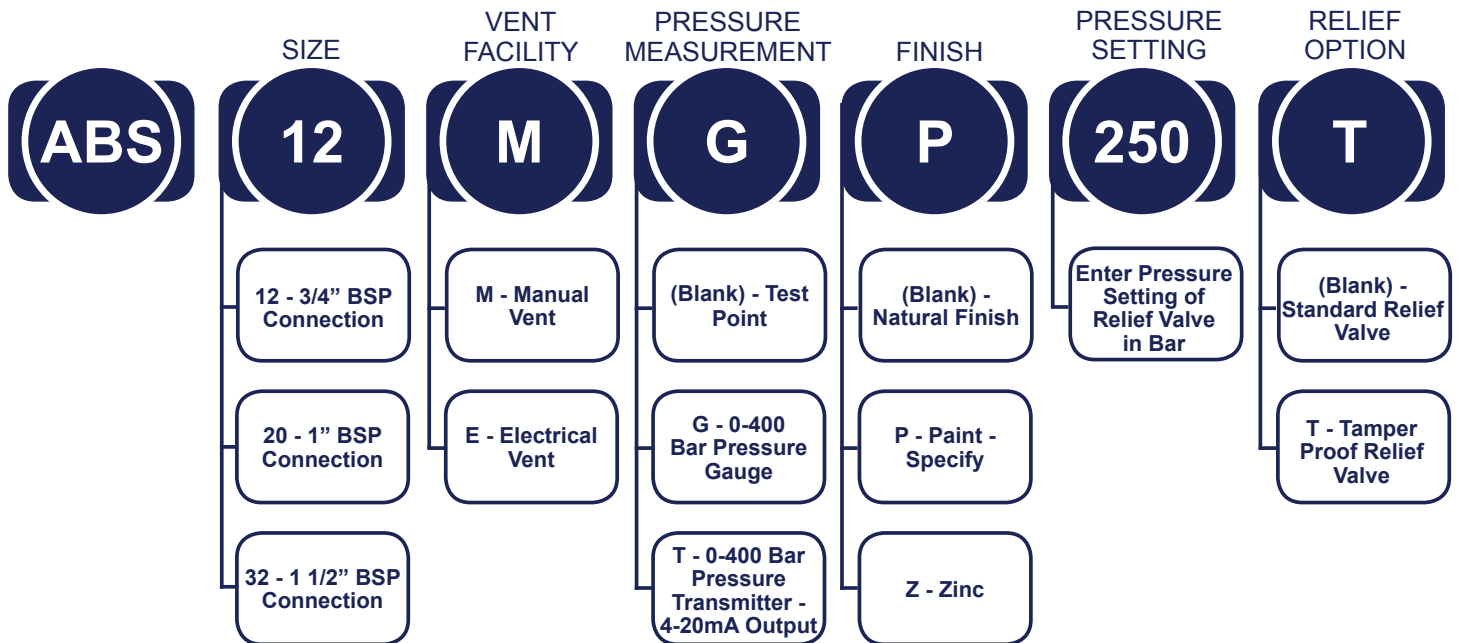 SIZE
VENT
FACILITY
PRESSURE
MEASUREMENT
FINISH
PRESSURE
SETTING
RELIEF
OPTION
ABS
12
M
G
P
250
T
12 - 3/4” BSP
Connection
20 - 1” BSP
Connection
32 - 1 1/2” BSP
Connection
M - Manual
Vent
E - Electrical
Vent
(Blank) - Test
Point
G - 0-400
Bar Pressure
Gauge
T - 0-400 Bar
Pressure
Transmitter -
4-20mA Output
(Blank) -
Natural Finish
P - Paint -
Specify
Z - Zinc
Enter Pressure
Setting of
Relief Valve
in Bar
(Blank) -
Standard Relief
Valve
T - Tamper
Proof Relief
Valve